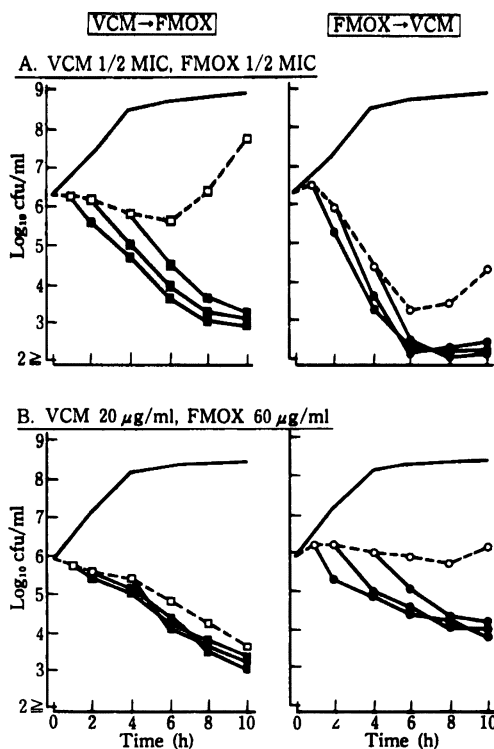 VCM→FMOX
FMOX→VCM
A. VCM 1/2 MIC, FMOX 1/2 MIC
Log₁₀ cfu/ml
9
8
7
6
5
4
3
2≥
B. VCM 20 μg/ml, FMOX 60 μg/ml
Log₁₀ cfu/ml
9
8
7
6
5
4
3
2≥
0 2 4 6 8 10
0 2 4 6 8 10
Time (h)
Time (h)